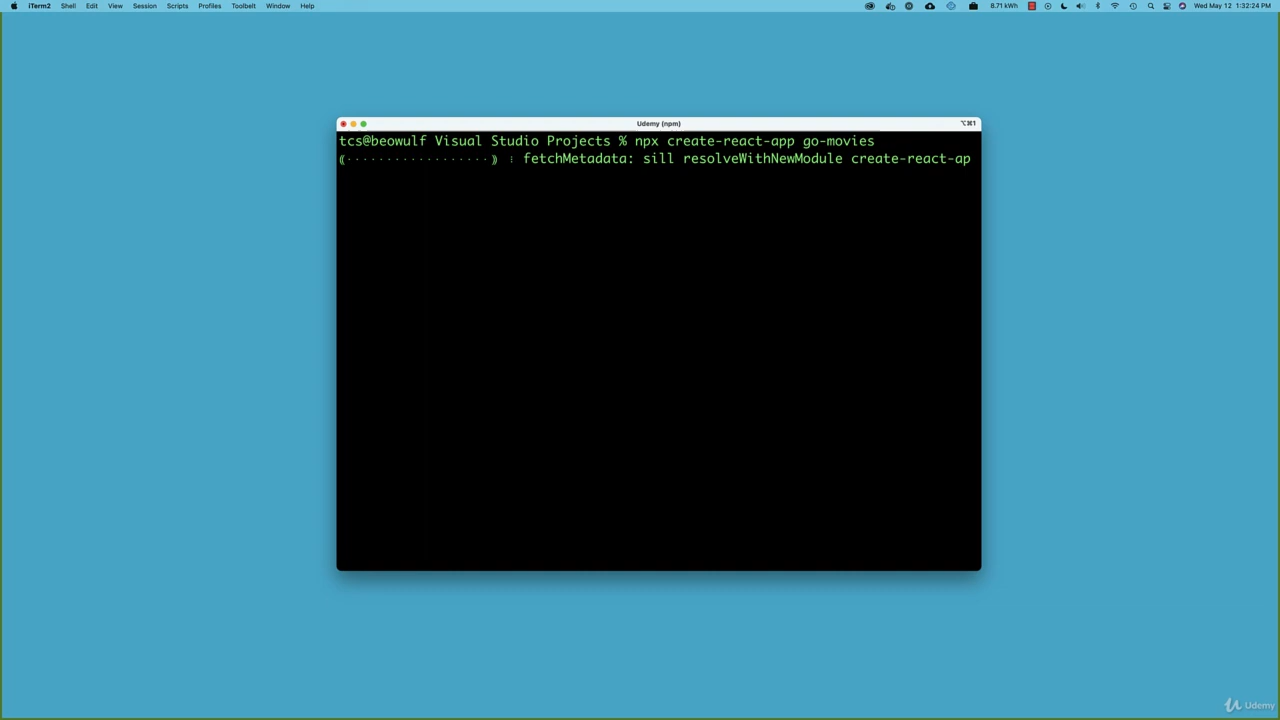 iTerm2 Shell Edit View Session Scripts Profiles Toolbelt Window Help 8.71 kWh Wed May 12 1:32:24 PM
Udemy (npm) ⌥⌘1
tcs@beowulf Visual Studio Projects % npx create-react-app go-movies
⸨··················⸩ ⸽ fetchMetadata: sill resolveWithNewModule create-react-ap
Udemy